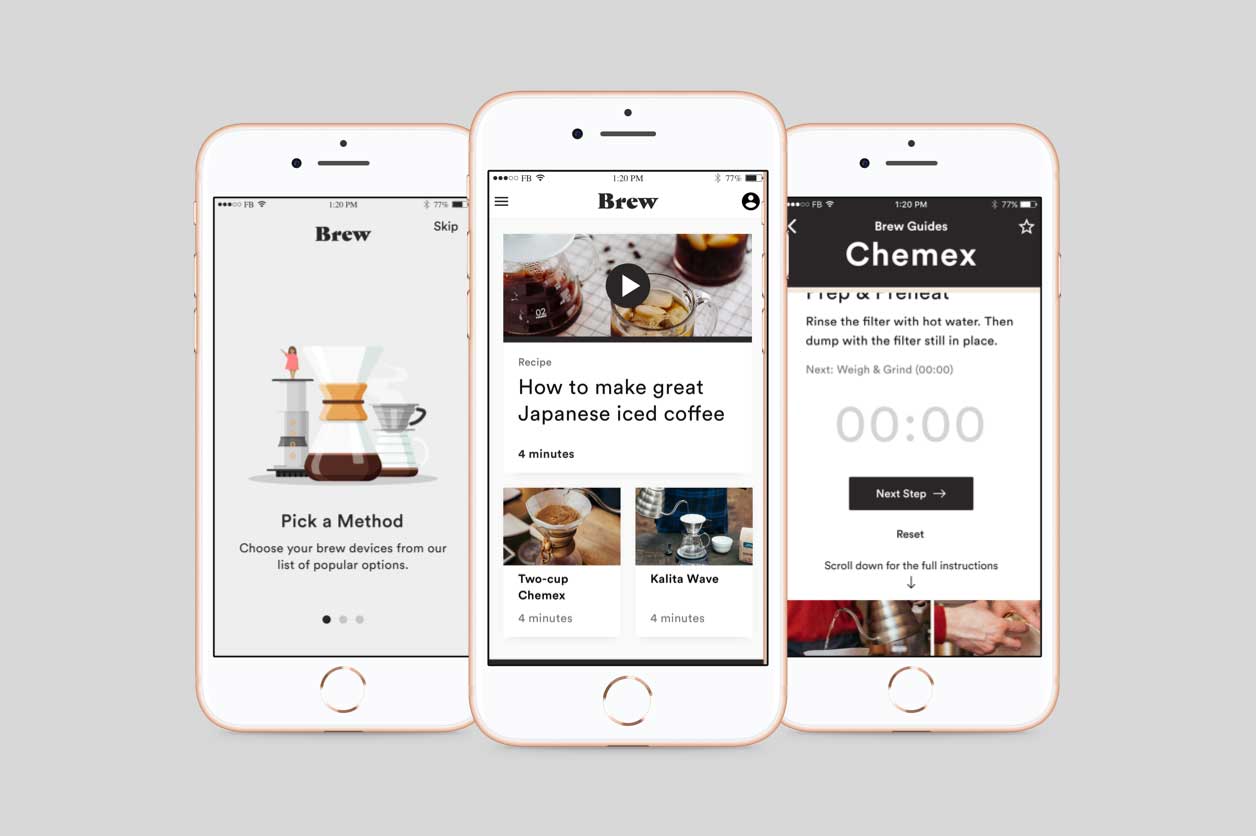 FB
1:20 PM
77%
Brew
Skip
Pick a Method
Choose your brew devices from our
list of popular options.
FB
1:20 PM
77%
Brew
02
Recipe
How to make great
Japanese iced coffee
4 minutes
Two-cup
Chemex
4 minutes
Kalita Wave
4 minutes
FB
1:20 PM
77%
Brew Guides
Chemex
Prep & Preheat
Rinse the filter with hot water. Then
dump with the filter still in place.
Next: Weigh & Grind (00:00)
00:00
Next Step →
Reset
Scroll down for the full instructions
↓